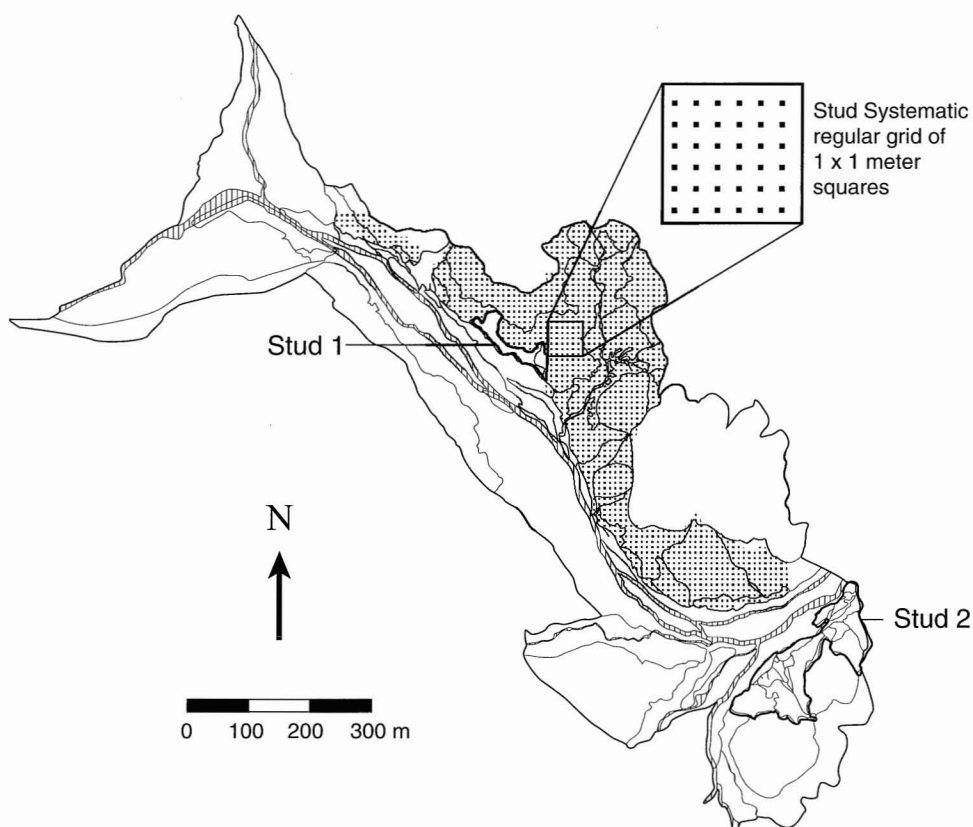 Stud Systematic
regular grid of
1 x 1 meter
squares
Stud 1
N
Stud 2
0 100 200 300 m